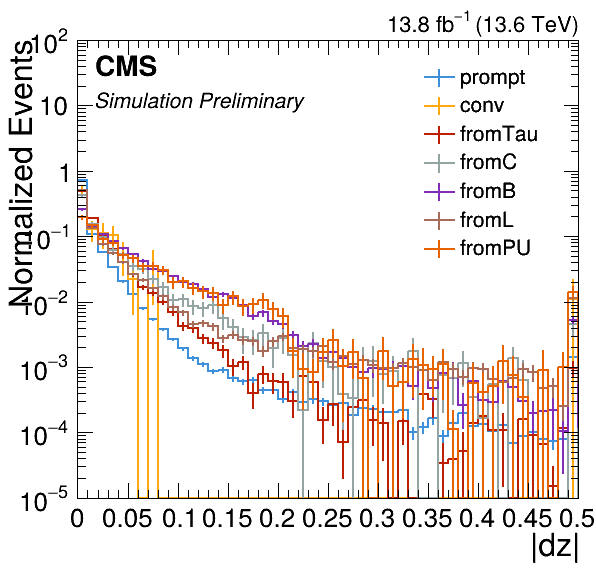 13.8 fb⁻¹ (13.6 TeV)
CMS
Simulation Preliminary
prompt
conv
fromTau
fromC
fromB
fromL
fromPU
Normalized Events
10²
10
1
10⁻¹
10⁻²
10⁻³
10⁻⁴
10⁻⁵
0 0.05 0.1 0.15 0.2 0.25 0.3 0.35 0.4 0.45 0.5
|dz|